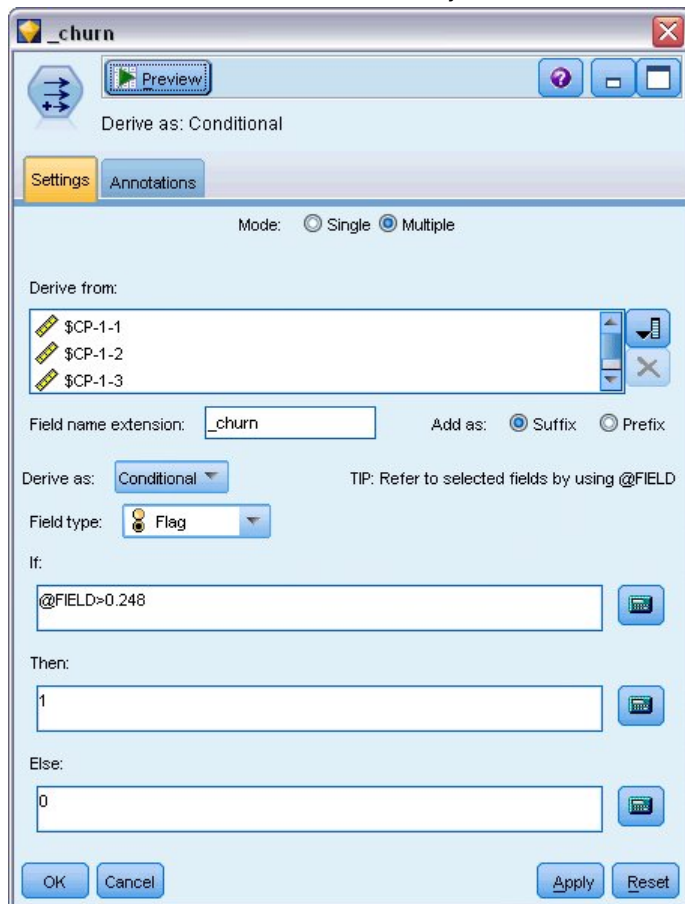 _churn
Preview
Derive as: Conditional
Settings Annotations
Mode: Single Multiple
Derive from:
$CP-1-1
$CP-1-2
$CP-1-3
Field name extension: _churn Add as: Suffix Prefix
Derive as: Conditional TIP: Refer to selected fields by using @FIELD
Field type: Flag
If:
@FIELD>0.248
Then:
1
Else:
0
OK Cancel Apply Reset